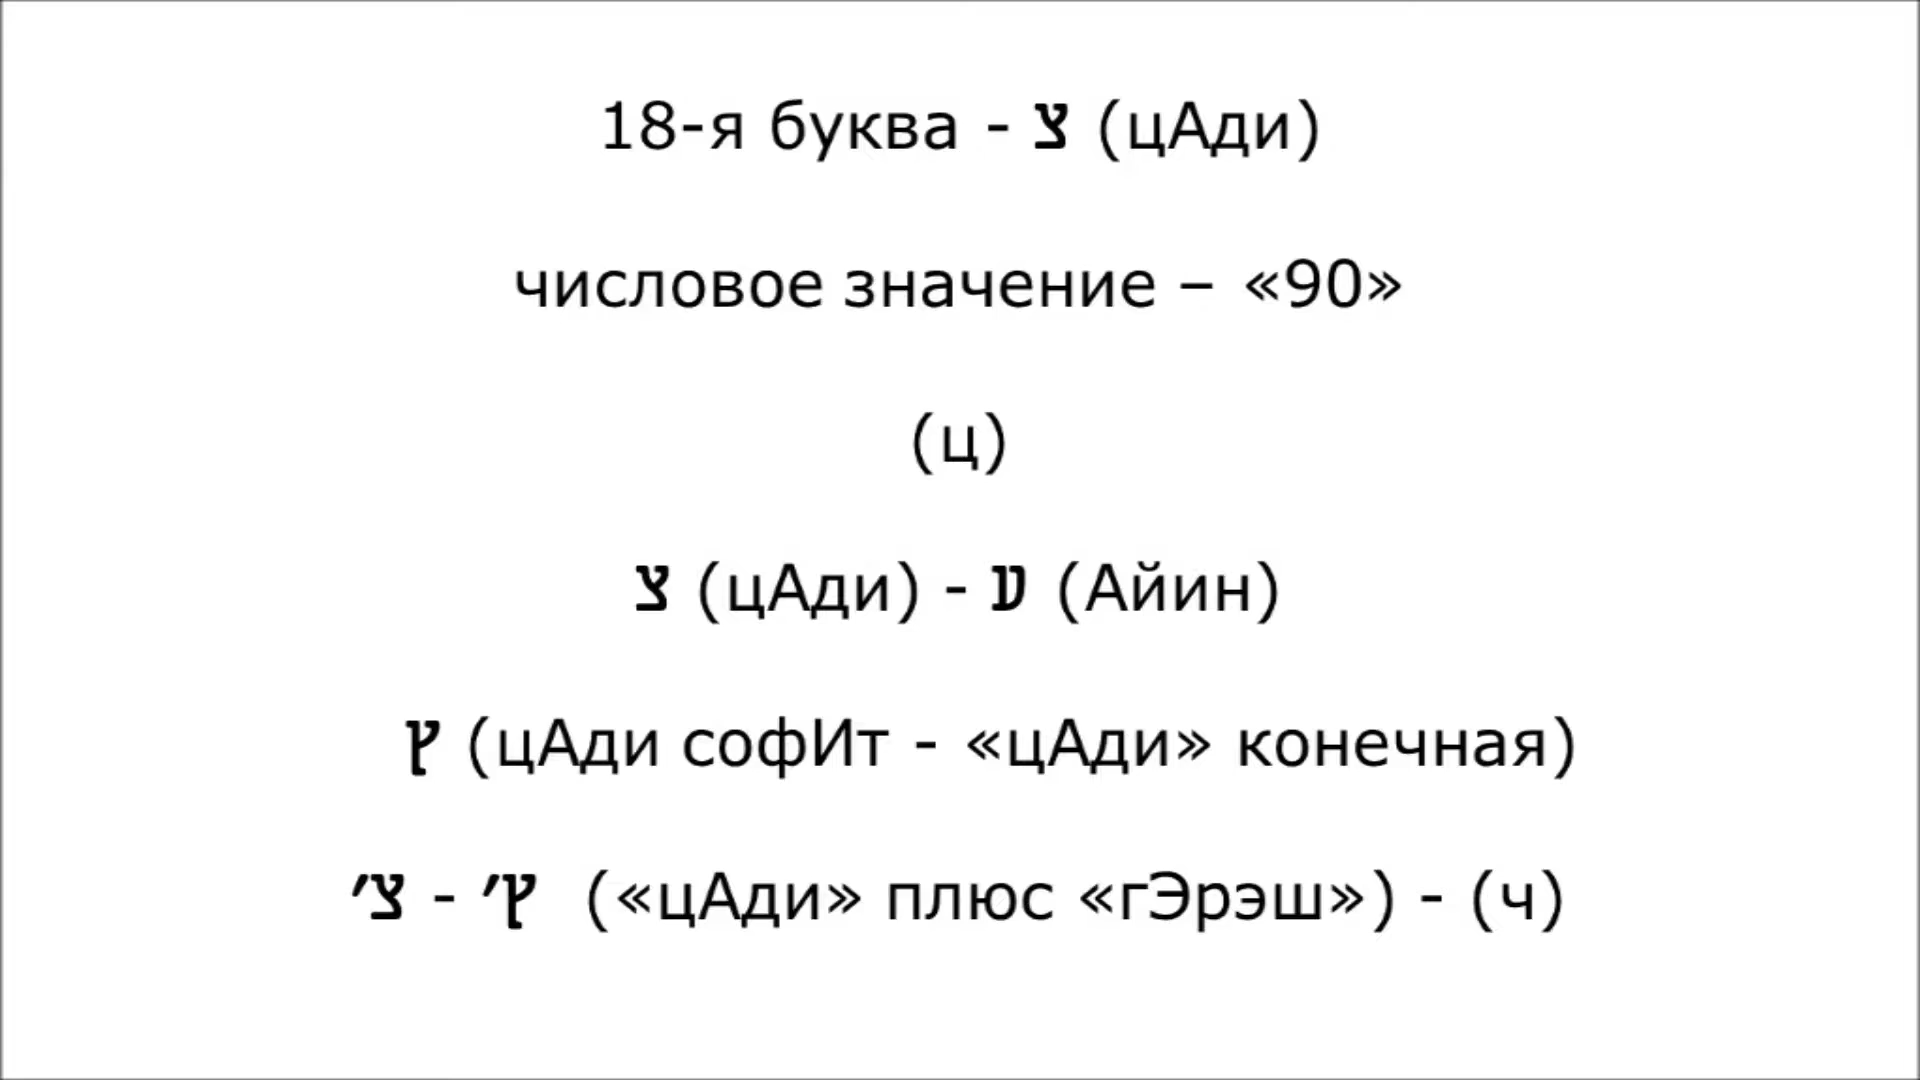 18-я буква - צ (цАди)
числовое значение – «90»
(ц)
צ (цАди) - ע (Айин)
ץ (цАди софИт - «цАди» конечная)
צ׳ - ץ׳ («цАди» плюс «гЭрэш») - (ч)